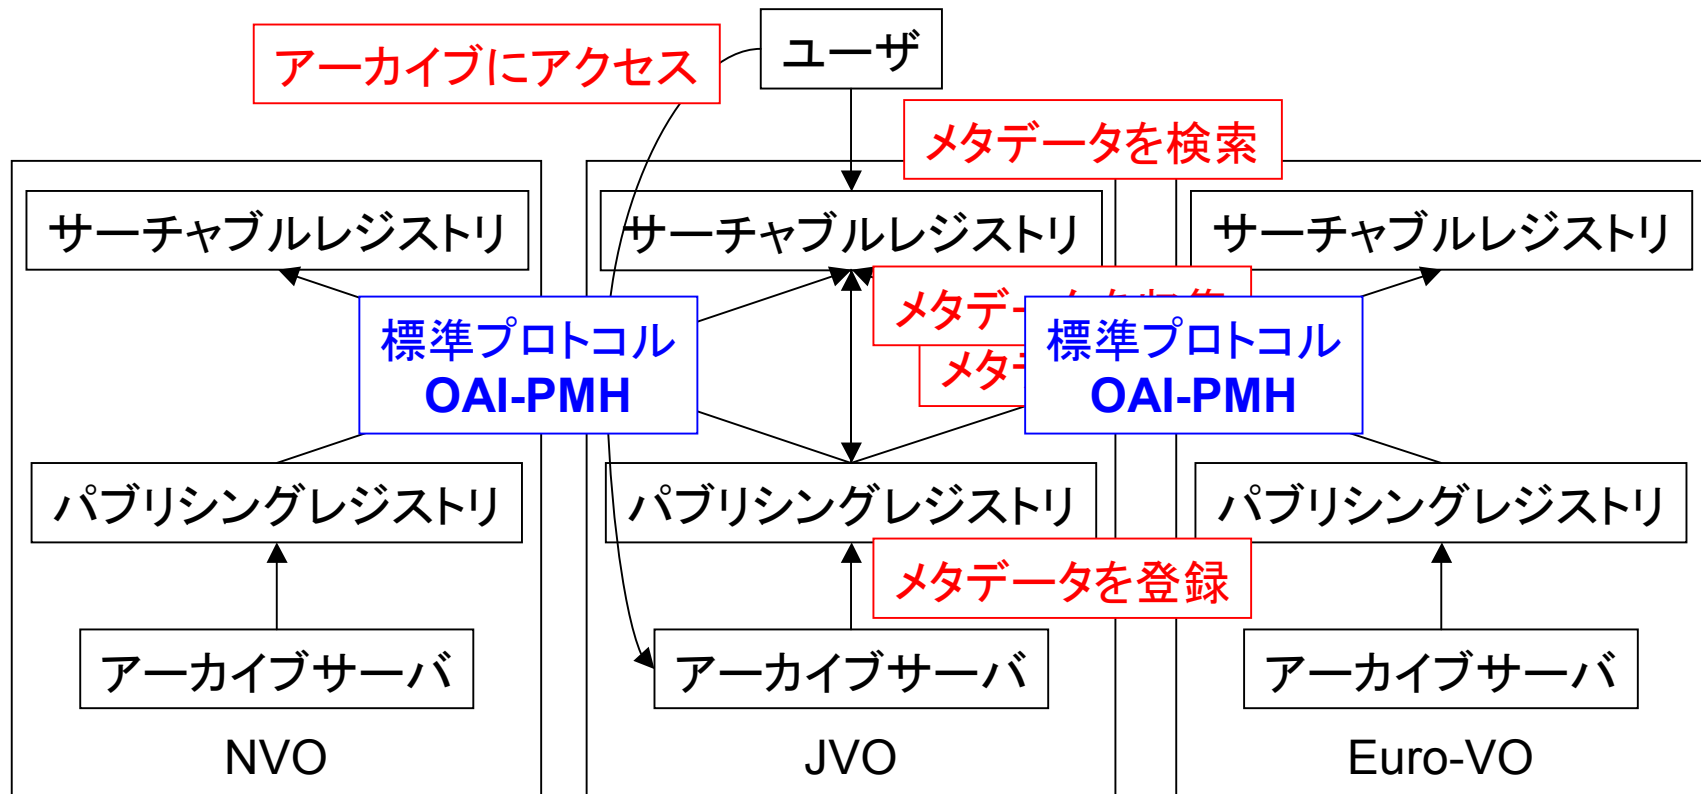 アーカイブにアクセス
ユーザ
メタデータを検索
サーチャブルレジストリ
サーチャブルレジストリ
サーチャブルレジストリ
メタデー
標準プロトコル
OAI-PMH
メタ
標準プロトコル
OAI-PMH
パブリシングレジストリ
パブリシングレジストリ
パブリシングレジストリ
メタデータを登録
アーカイブサーバ
アーカイブサーバ
アーカイブサーバ
NVO
JVO
Euro-VO